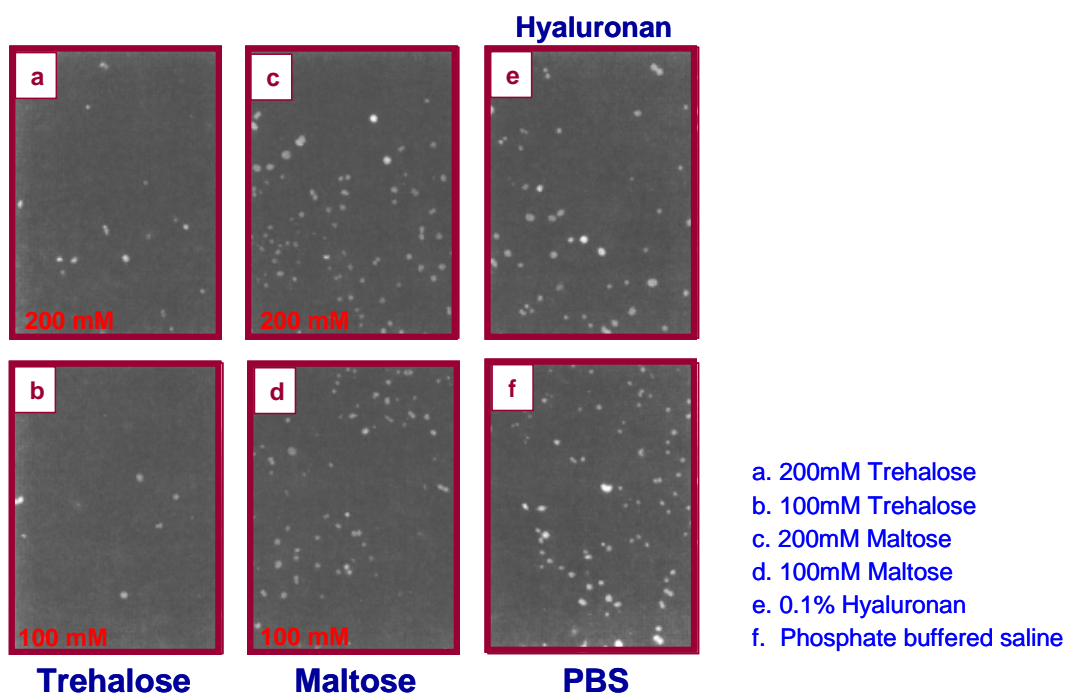 Hyaluronan
a
c
e
200 mM
200 mM
b
d
f
100 mM
100 mM
Trehalose
Maltose
PBS
a. 200mM Trehalose
b. 100mM Trehalose
c. 200mM Maltose
d. 100mM Maltose
e. 0.1% Hyaluronan
f. Phosphate buffered saline